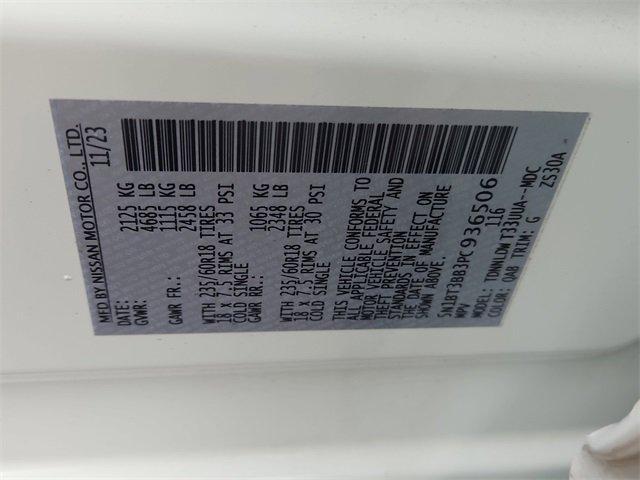 MFD BY NISSAN MOTOR CO., LTD.
DATE: 11/23
GVWR: 2125 KG
4685 LB
GAWR FR.: 1115 KG
2458 LB
WITH 235/60R18 TIRES
18 x 7.5 RIMS AT 33 PSI
COLD SINGLE
GAWR RR.: 1065 KG
2348 LB
WITH 235/60R18 TIRES
18 x 7.5 RIMS AT 30 PSI
COLD SINGLE
THIS VEHICLE CONFORMS TO
ALL APPLICABLE FEDERAL
MOTOR VEHICLE SAFETY AND
THEFT PREVENTION
STANDARDS IN EFFECT ON
THE DATE OF MANUFACTURE
SHOWN ABOVE.
5N1BT3BB3PC936506
MPV 116
MODEL: TDNNLDWT33UUA--MDC
COLOR: QAB TRIM: G ZS30A